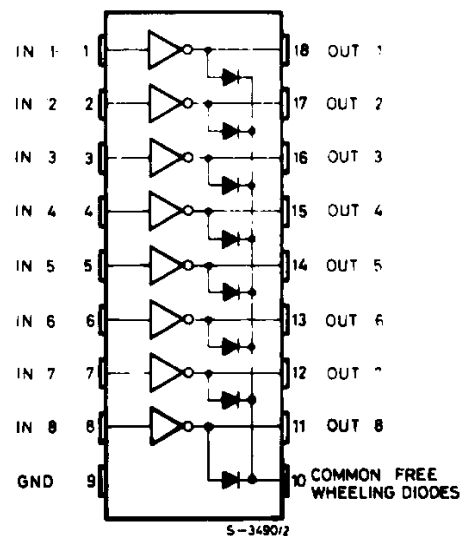 IN 1 1 18 OUT
IN 2 2 17 OUT 2
IN 3 3 16 OUT 3
IN 4 4 15 OUT 4
IN 5 5 14 OUT 5
IN 6 6 13 OUT 6
IN 7 7 12 OUT
IN 8 8 11 OUT 8
GND 9 10 COMMON FREE
WHEELING DIODES
S-3490/2